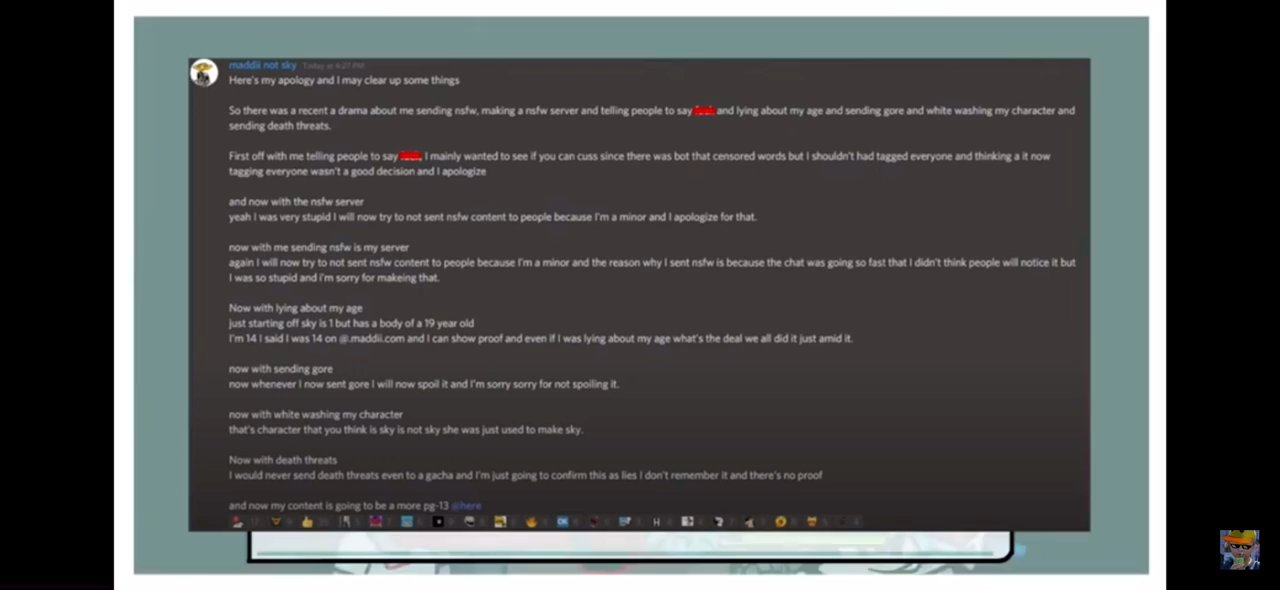 maddii not sky Today at 4:27 PM
Here's my apology and I may clear up some things
So there was a recent a drama about me sending nsfw, making a nsfw server and telling people to say and lying about my age and sending gore and white washing my character and
sending death threats.
First off with me telling people to say , I mainly wanted to see if you can cuss since there was bot that censored words but I shouldn't had tagged everyone and thinking a it now
tagging everyone wasn't a good decision and I apologize
and now with the nsfw server
yeah I was very stupid I will now try to not sent nsfw content to people because I'm a minor and I apologize for that.
now with me sending nsfw is my server
again I will now try to not sent nsfw content to people because I'm a minor and the reason why I sent nsfw is because the chat was going so fast that I didn't think people will notice it but
I was so stupid and i'm sorry for makeing that.
Now with lying about my age
just starting off sky is 1 but has a body of a 19 year old
I'm 14 I said I was 14 on @.maddii.com and I can show proof and even if I was lying about my age what's the deal we all did it just amid it.
now with sending gore
now whenever I now sent gore I will now spoil it and I'm sorry sorry for not spoiling it.
now with white washing my character
that's character that you think is sky is not sky she was just used to make sky.
Now with death threats
I would never send death threats even to a gacha and I'm just going to confirm this as lies I don't remember it and there's no proof
and now my content is going to be a more pg-13 @here